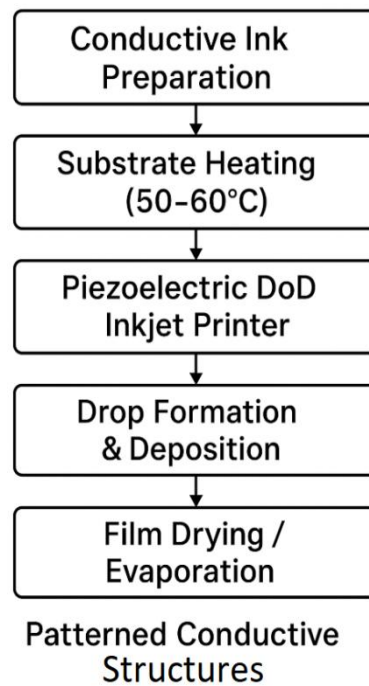 Conductive Ink
Preparation
Substrate Heating
(50–60°C)
Piezoelectric DoD
Inkjet Printer
Drop Formation
& Deposition
Film Drying /
Evaporation
Patterned Conductive
Structures